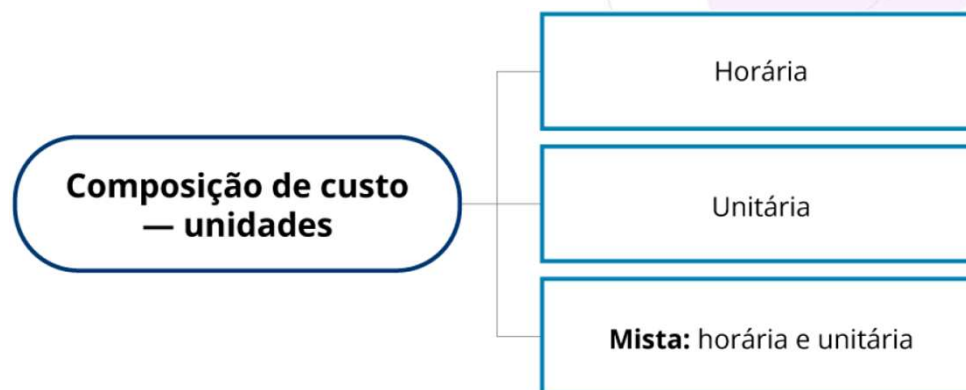 Composição de custo
— unidades
Horária
Unitária
Mista: horária e unitária